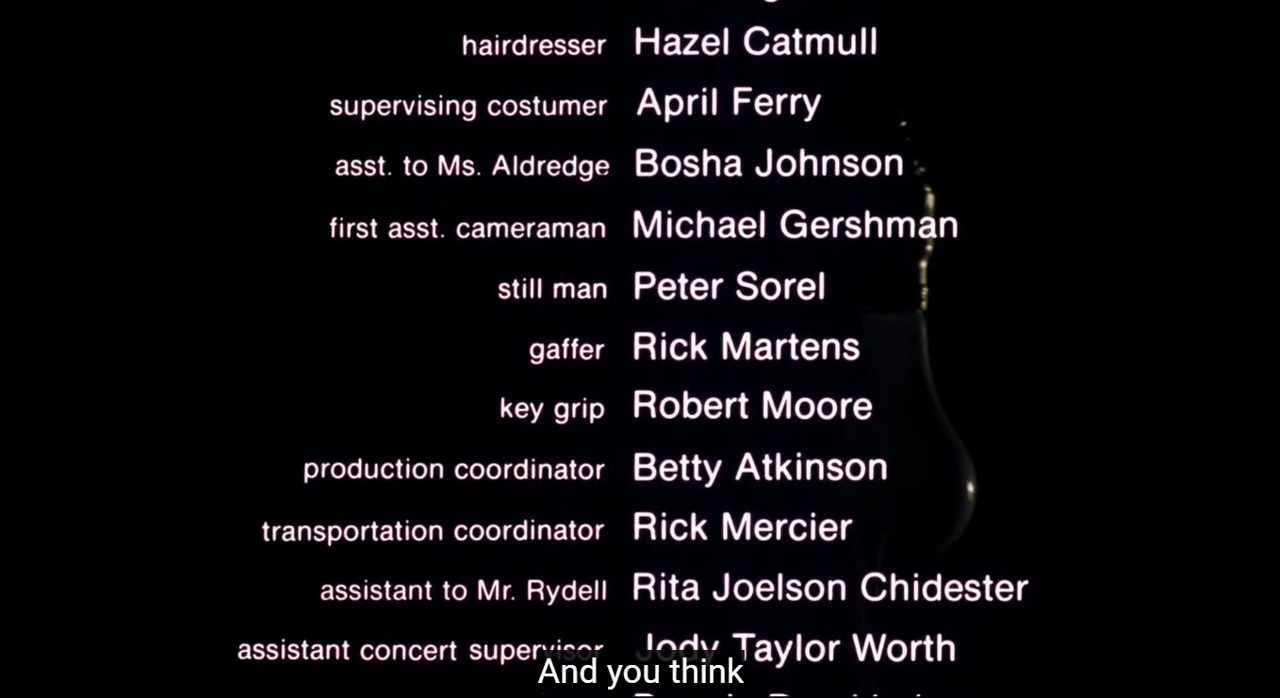 hairdresser Hazel Catmull
supervising costumer April Ferry
asst. to Ms. Aldredge Bosha Johnson
first asst. cameraman Michael Gershman
still man Peter Sorel
gaffer Rick Martens
key grip Robert Moore
production coordinator Betty Atkinson
transportation coordinator Rick Mercier
assistant to Mr. Rydell Rita Joelson Chidester
assistant concert supervisor Jody Taylor Worth
And you think